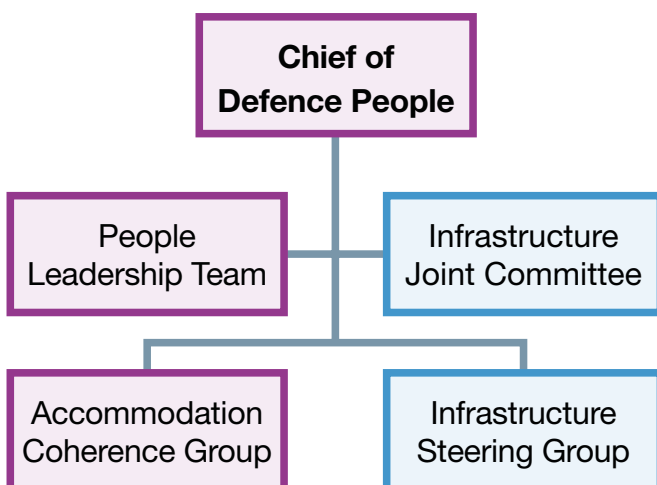 Chief of
Defence People
People
Leadership Team
Infrastructure
Joint Committee
Accommodation
Coherence Group
Infrastructure
Steering Group